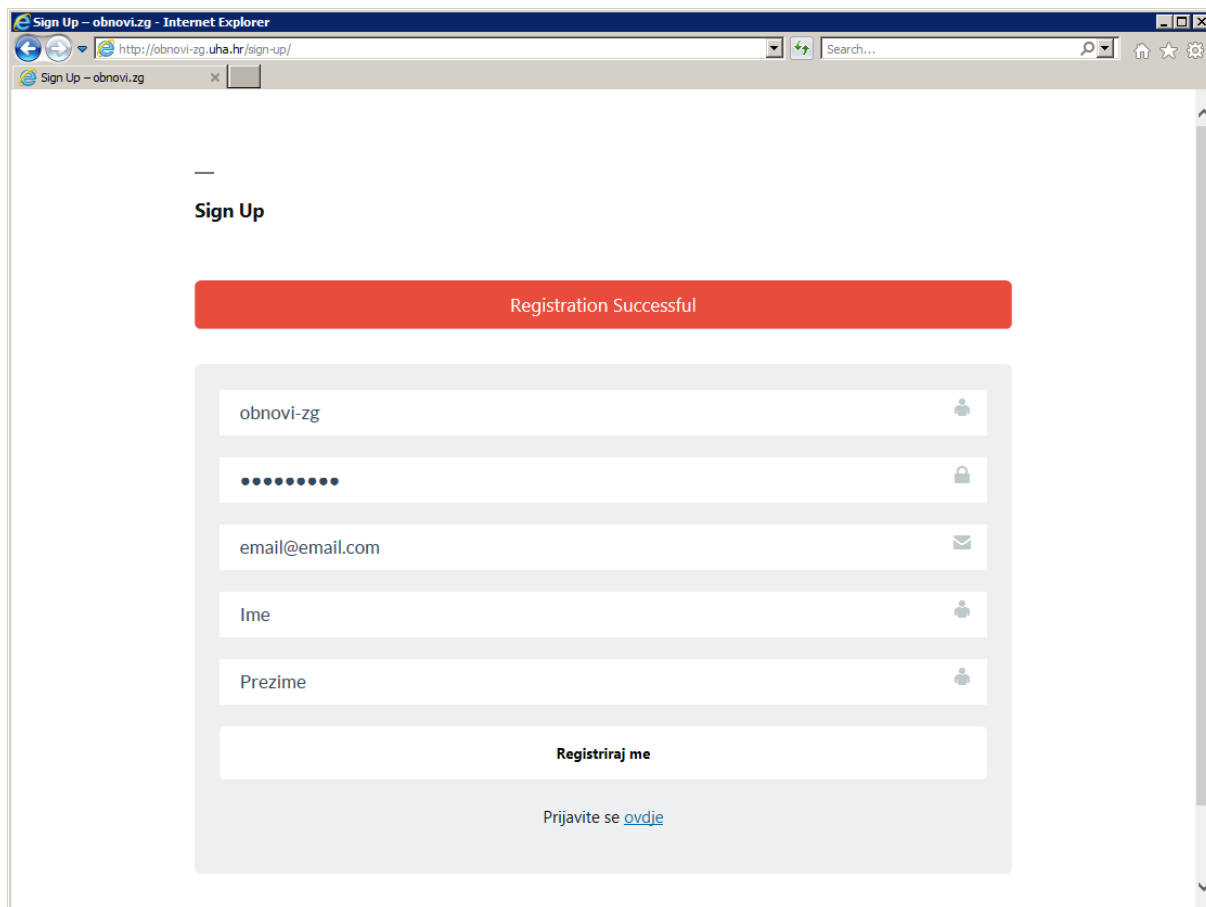 Sign Up – obnovi.zg - Internet Explorer
http://obnovi-zg.uha.hr/sign-up/
Search...
Sign Up – obnovi.zg
Sign Up
Registration Successful
obnovi-zg
•••••••••
email@email.com
Ime
Prezime
Registriraj me
Prijavite se ovdje